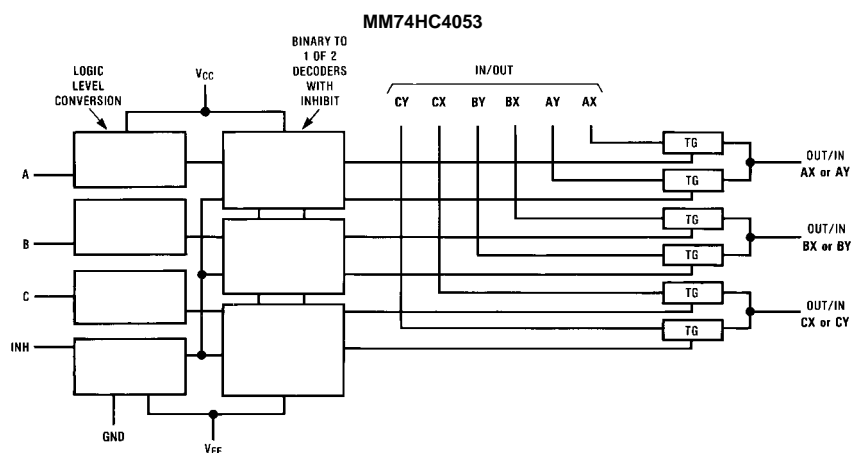 MM74HC4053
LOGIC
LEVEL
CONVERSION
VCC
BINARY TO
1 OF 2
DECODERS
WITH
INHIBIT
IN/OUT
CY CX BY BX AY AX
A
B
C
INH
GND
VEE
TG
TG
TG
TG
TG
TG
OUT/IN
AX or AY
OUT/IN
BX or BY
OUT/IN
CX or CY